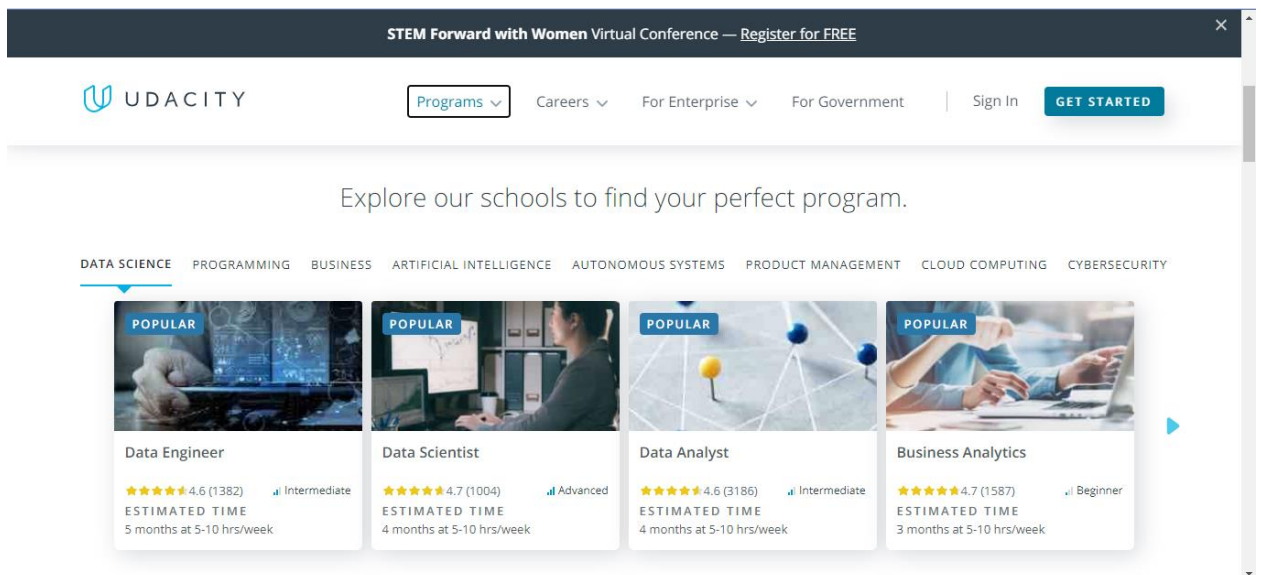 STEM Forward with Women Virtual Conference — Register for FREE
UDACITY
Programs
Careers
For Enterprise
For Government
Sign In
GET STARTED
Explore our schools to find your perfect program.
DATA SCIENCE
PROGRAMMING
BUSINESS
ARTIFICIAL INTELLIGENCE
AUTONOMOUS SYSTEMS
PRODUCT MANAGEMENT
CLOUD COMPUTING
CYBERSECURITY
POPULAR
Data Engineer
4.6 (1382)
Intermediate
ESTIMATED TIME
5 months at 5-10 hrs/week
POPULAR
Data Scientist
4.7 (1004)
Advanced
ESTIMATED TIME
4 months at 5-10 hrs/week
POPULAR
Data Analyst
4.6 (3186)
Intermediate
ESTIMATED TIME
4 months at 5-10 hrs/week
POPULAR
Business Analytics
4.7 (1587)
Beginner
ESTIMATED TIME
3 months at 5-10 hrs/week